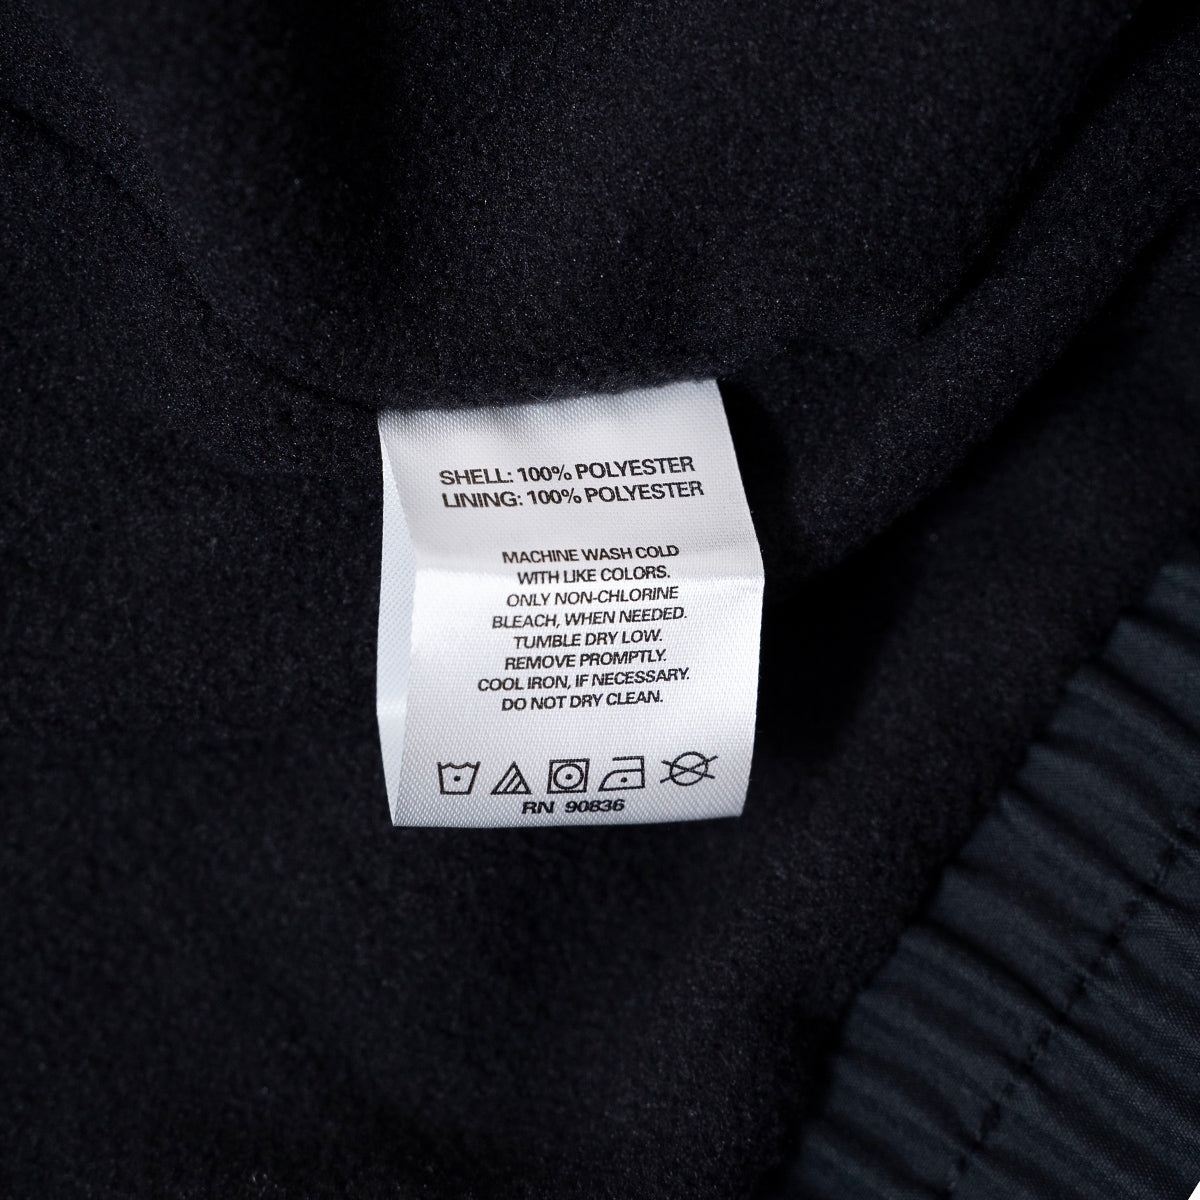 SHELL: 100% POLYESTER
LINING: 100% POLYESTER
MACHINE WASH COLD
WITH LIKE COLORS.
ONLY NON-CHLORINE
BLEACH, WHEN NEEDED.
TUMBLE DRY LOW.
REMOVE PROMPTLY.
COOL IRON, IF NECESSARY.
DO NOT DRY CLEAN.
RN 90836